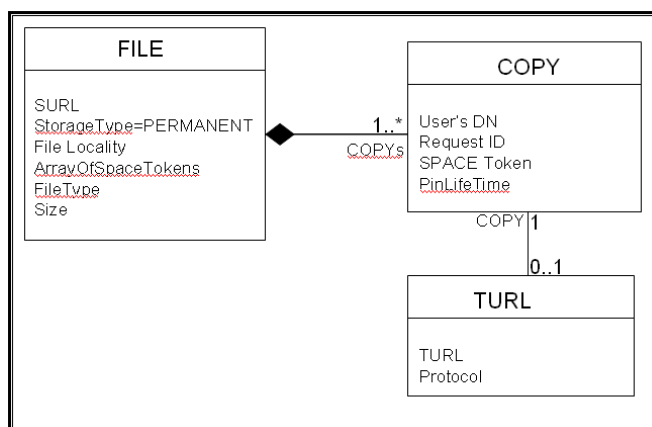 FILE
SURL
StorageType=PERMANENT
File Locality
ArrayOfSpaceTokens
FileType
Size
1..*
COPYs
COPY
User's DN
Request ID
SPACE Token
PinLifeTime
COPY 1
0..1
TURL
TURL
Protocol